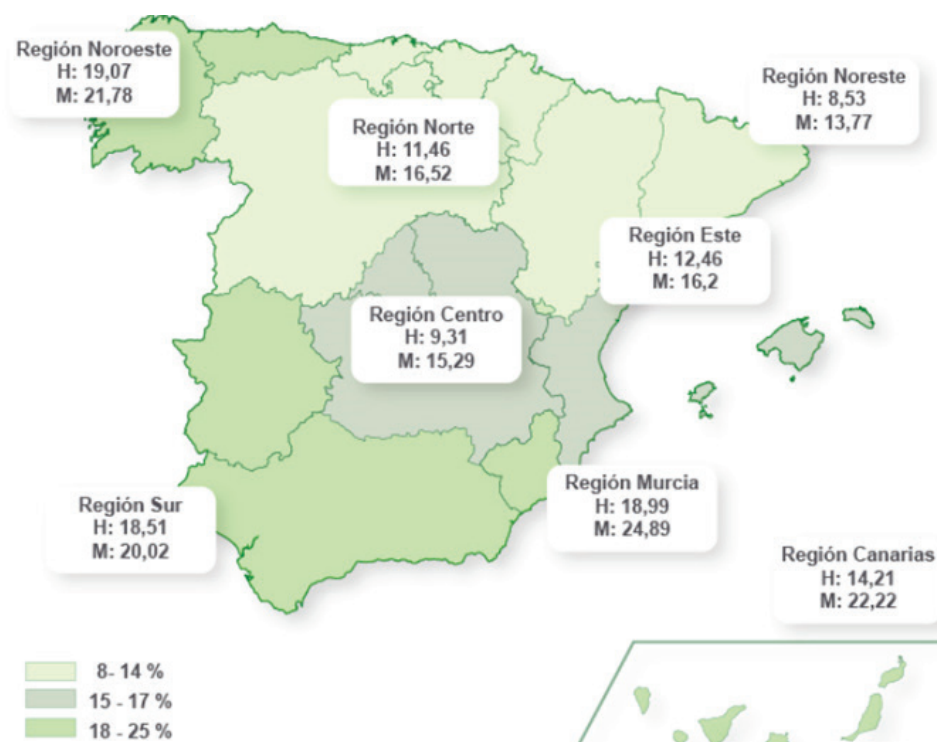 Región Noroeste
H: 19,07
M: 21,78
Región Noreste
H: 8,53
M: 13,77
Región Norte
H: 11,46
M: 16,52
Región Este
H: 12,46
M: 16,2
Región Centro
H: 9,31
M: 15,29
Región Murcia
H: 18,99
M: 24,89
Región Sur
H: 18,51
M: 20,02
Región Canarias
H: 14,21
M: 22,22
8- 14 %
15 - 17 %
18 - 25 %